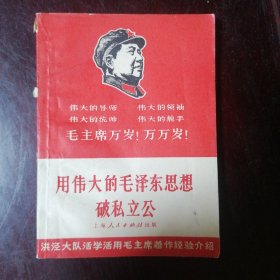 伟大的导师 伟大的领袖
伟大的统帅 伟大的舵手
毛主席万岁！万万岁！
用伟大的毛泽东思想
破私立公
上海人民出版社
洪泾大队活学活用毛主席著作经验介绍